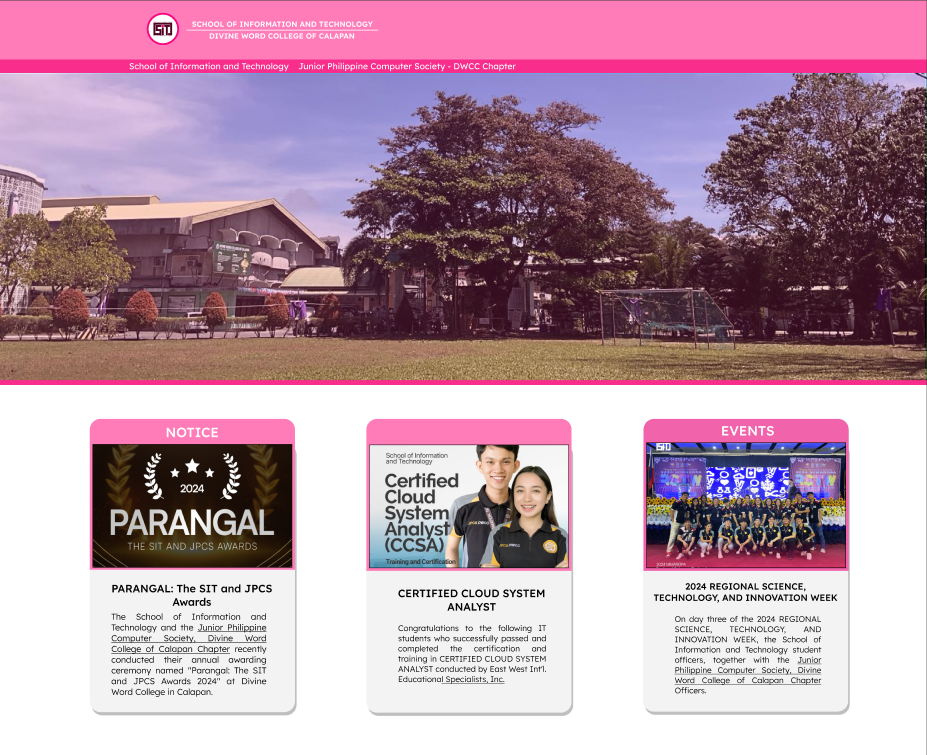 SITJ
SCHOOL OF INFORMATION AND TECHNOLOGY
DIVINE WORD COLLEGE OF CALAPAN
School of Information and Technology Junior Philippine Computer Society - DWCC Chapter
NOTICE
2024
PARANGAL
THE SIT AND JPCS AWARDS
PARANGAL: The SIT and JPCS
Awards
The School of Information and
Technology and the Junior Philippine
Computer Society, Divine Word
College of Calapan Chapter recently
conducted their annual awarding
ceremony named "Parangal: The SIT
and JPCS Awards 2024" at Divine
Word College in Calapan.
School of Information
and Technology
Certified
Cloud
System
Analyst
(CCSA)
Training and Certification
CERTIFIED CLOUD SYSTEM
ANALYST
Congratulations to the following IT
students who successfully passed and
completed the certification and
training in CERTIFIED CLOUD SYSTEM
ANALYST conducted by East West Int'l.
Educational Specialists, Inc.
EVENTS
2024 REGIONAL SCIENCE,
TECHNOLOGY, AND INNOVATION WEEK
On day three of the 2024 REGIONAL
SCIENCE, TECHNOLOGY, AND
INNOVATION WEEK, the School of
Information and Technology student
officers, together with the Junior
Philippine Computer Society, Divine
Word College of Calapan Chapter
Officers.